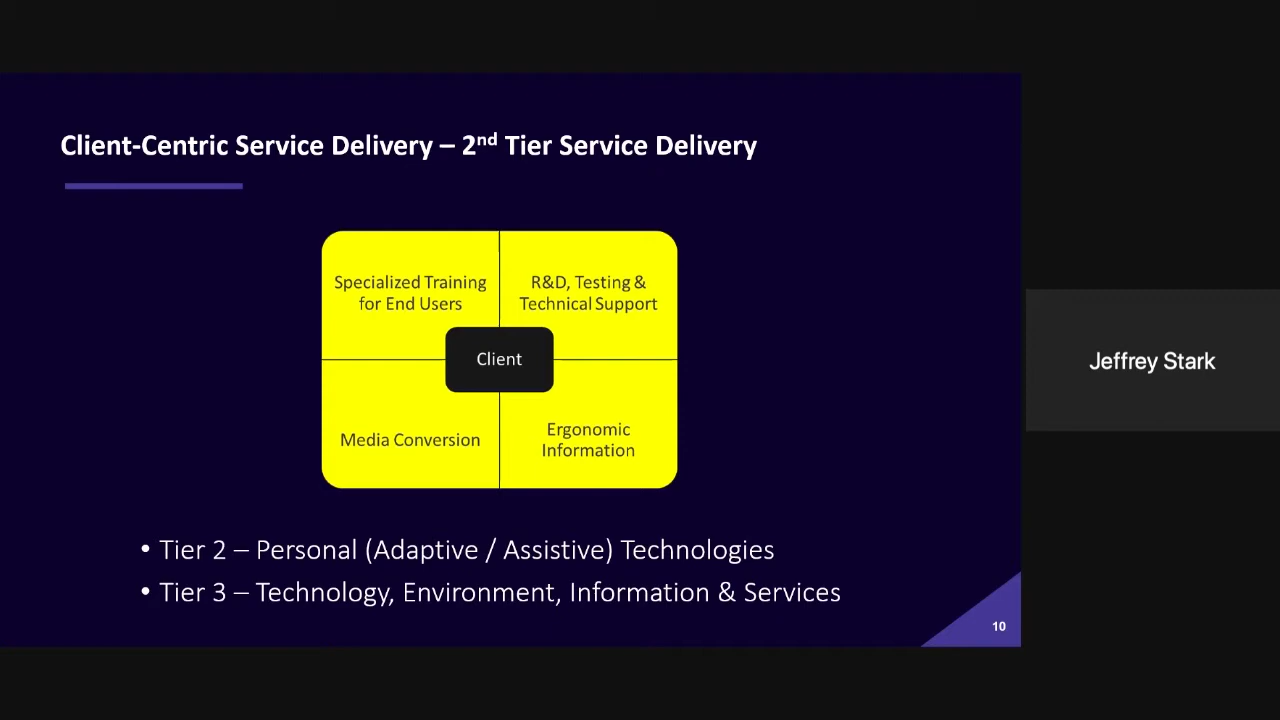 Client-Centric Service Delivery – 2nd Tier Service Delivery
Specialized Training
for End Users
R&D, Testing &
Technical Support
Client
Media Conversion
Ergonomic
Information
• Tier 2 – Personal (Adaptive / Assistive) Technologies
• Tier 3 – Technology, Environment, Information & Services
10
Jeffrey Stark